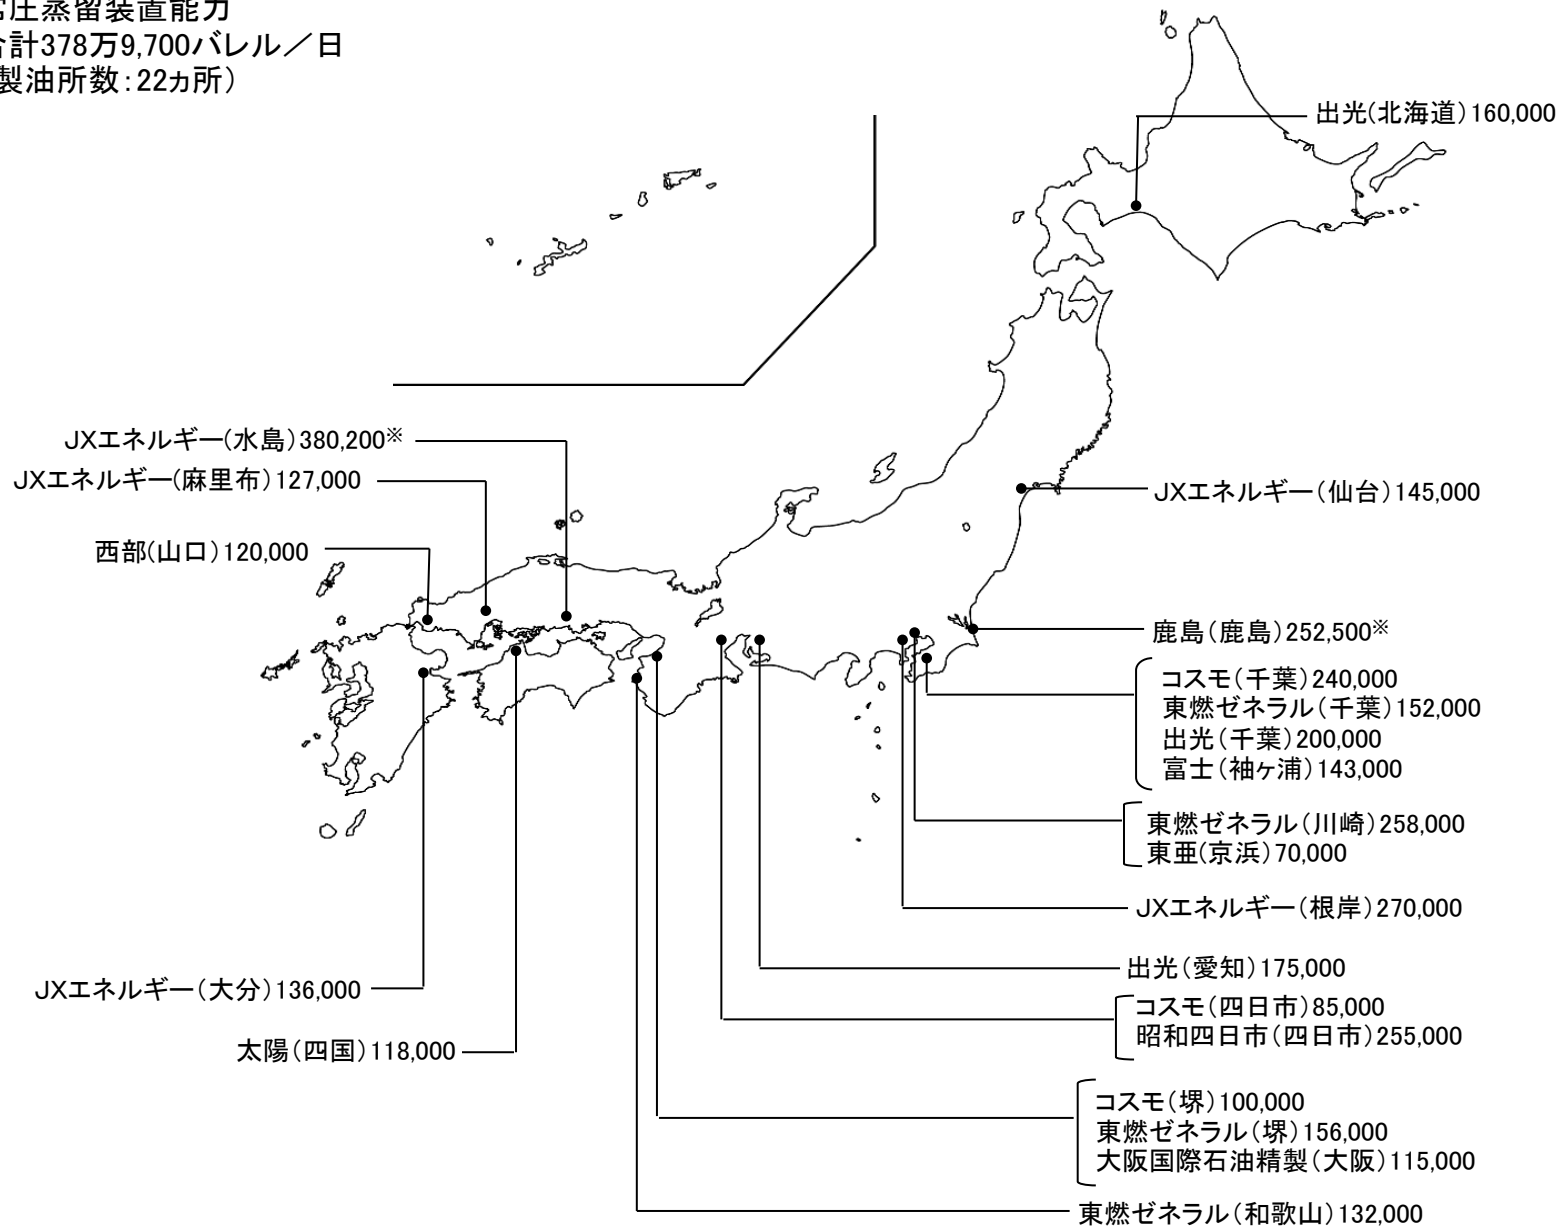 常圧蒸留装置能力
合計378万9,700バレル／日
製油所数：22ヵ所）
出光（北海道）160,000
JXエネルギー（水島）380,200※
JXエネルギー（麻里布）127,000
西部（山口）120,000
JXエネルギー（仙台）145,000
鹿島（鹿島）252,500※
コスモ（千葉）240,000
東燃ゼネラル（千葉）152,000
出光（千葉）200,000
富士（袖ヶ浦）143,000
東燃ゼネラル（川崎）258,000
東亜（京浜）70,000
JXエネルギー（根岸）270,000
出光（愛知）175,000
JXエネルギー（大分）136,000
コスモ（四日市）85,000
昭和四日市（四日市）255,000
太陽（四国）118,000
コスモ（堺）100,000
東燃ゼネラル（堺）156,000
大阪国際石油精製（大阪）115,000
東燃ゼネラル（和歌山）132,000